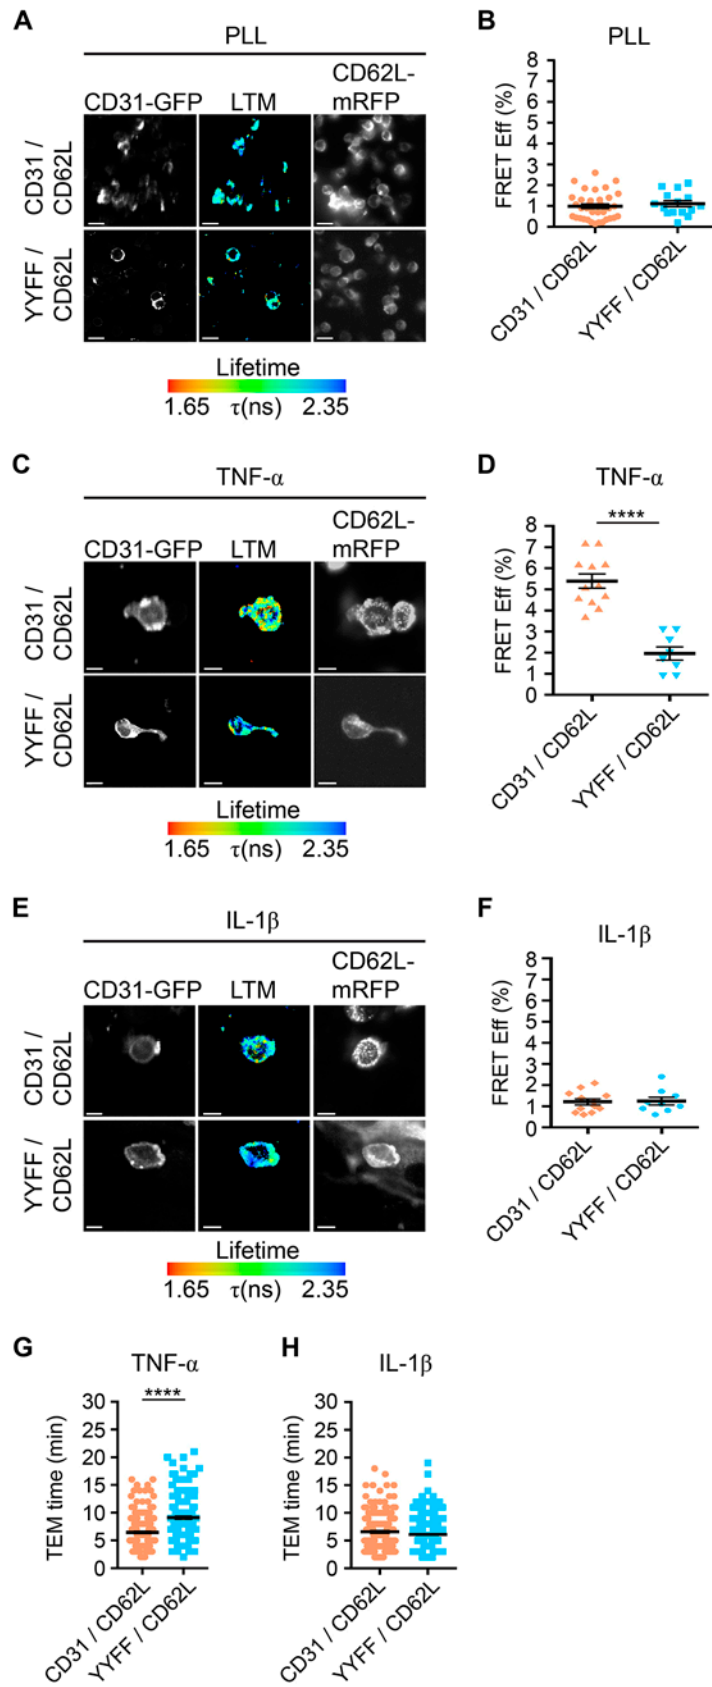 A
PLL
CD31-GFP LTM CD62L-
mRFP
CD31 /
CD62L
YYFF /
CD62L
Lifetime
1.65 τ(ns) 2.35
B
PLL
FRET Eff (%)
8
7
6
5
4
3
2
1
0
CD31 / CD62L
YYFF / CD62L
C
TNF-α
CD31-GFP LTM CD62L-
mRFP
CD31 /
CD62L
YYFF /
CD62L
Lifetime
1.65 τ(ns) 2.35
D
TNF-α
****
FRET Eff (%)
8
7
6
5
4
3
2
1
0
CD31 / CD62L
YYFF / CD62L
E
IL-1β
CD31-GFP LTM CD62L-
mRFP
CD31 /
CD62L
YYFF /
CD62L
Lifetime
1.65 τ(ns) 2.35
F
IL-1β
FRET Eff (%)
8
7
6
5
4
3
2
1
0
CD31 / CD62L
YYFF / CD62L
G
TNF-α
****
TEM time (min)
30
25
20
15
10
5
0
CD31 / CD62L
YYFF / CD62L
H
IL-1β
TEM time (min)
30
25
20
15
10
5
0
CD31 / CD62L
YYFF / CD62L